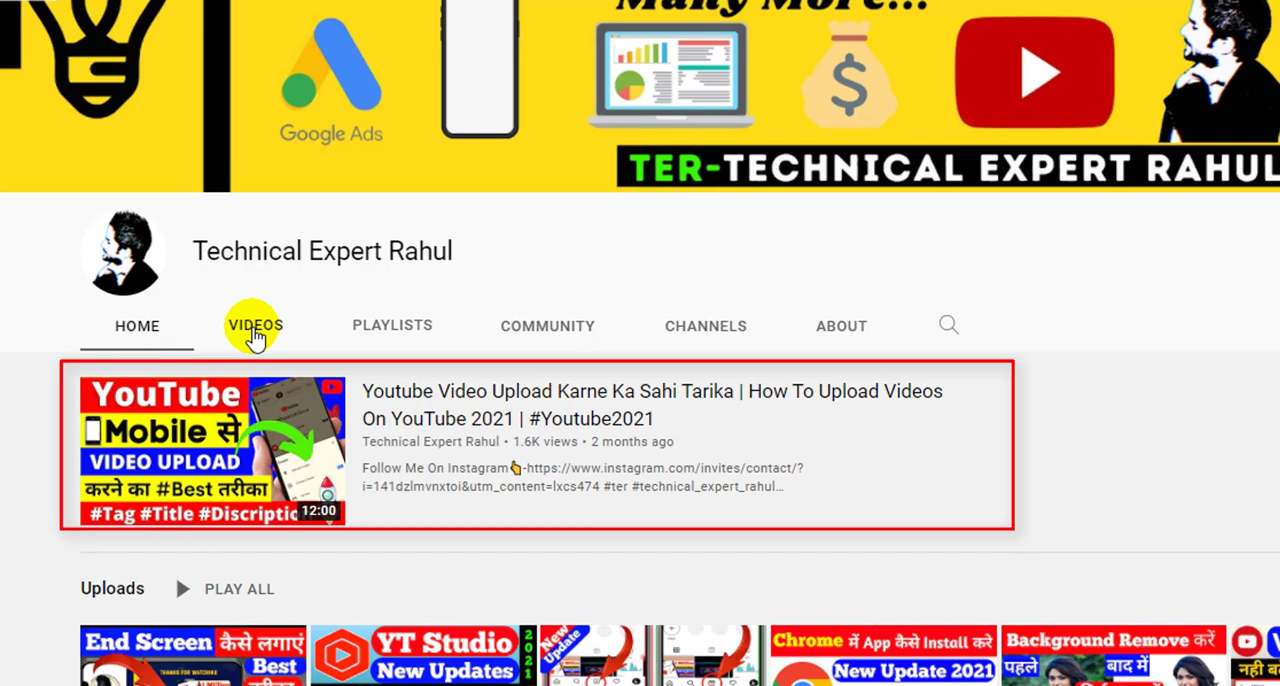 Many More...
Google Ads
TER-TECHNICAL EXPERT RAHUL
Technical Expert Rahul
HOME VIDEOS PLAYLISTS COMMUNITY CHANNELS ABOUT
YouTube
Mobile से
VIDEO UPLOAD
करने का #Best तरीका
#Tag #Title #Discriptio
12:00
Youtube Video Upload Karne Ka Sahi Tarika | How To Upload Videos
On YouTube 2021 | #Youtube2021
Technical Expert Rahul • 1.6K views • 2 months ago
Follow Me On Instagram👆-https://www.instagram.com/invites/contact/?
i=141dzlmvnxtoi&utm_content=lxcs474 #ter #technical_expert_rahul...
Uploads PLAY ALL
End Screen कैसे लगाएं
THANKS FOR WATCHING
Best
YT Studio
New Updates
2021
New
Update
Chrome में App कैसे Install करे
New Update 2021
Background Remove करें
पहले बाद में